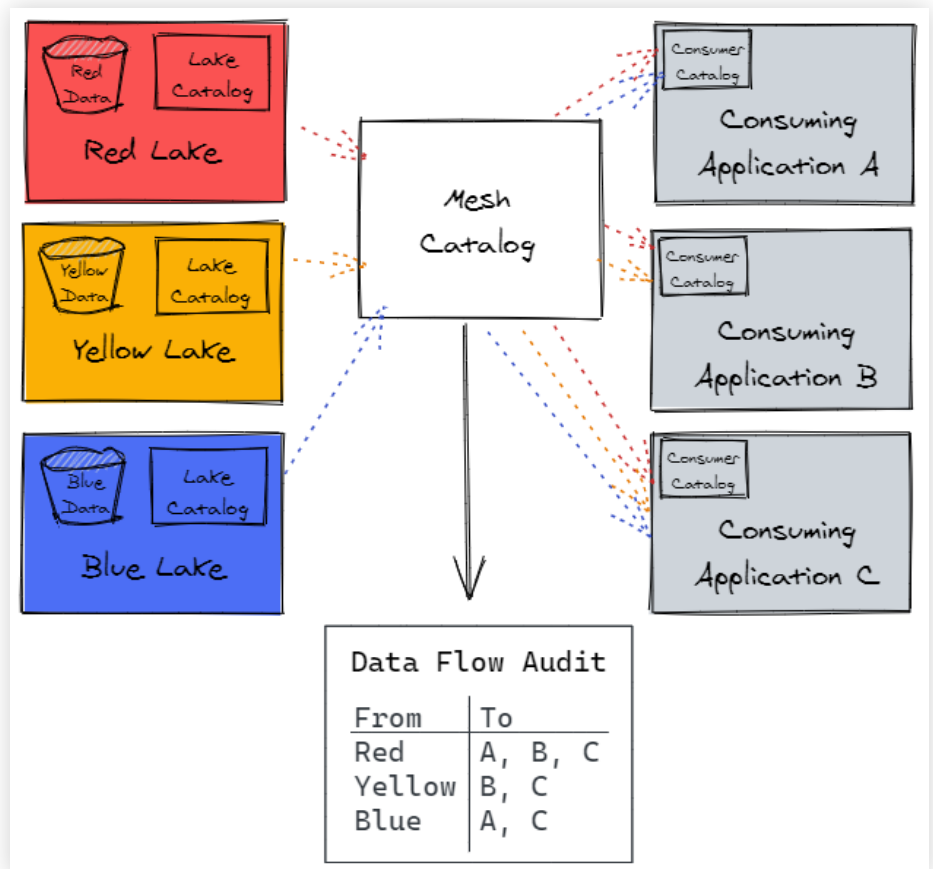 Red
Data
Lake
Catalog
Red Lake
Yellow
Data
Lake
Catalog
Yellow Lake
Blue
Data
Lake
Catalog
Blue Lake
Mesh
Catalog
Consumer
Catalog
Consuming
Application A
Consumer
Catalog
Consuming
Application B
Consumer
Catalog
Consuming
Application C
Data Flow Audit
From To
Red A, B, C
Yellow B, C
Blue A, C